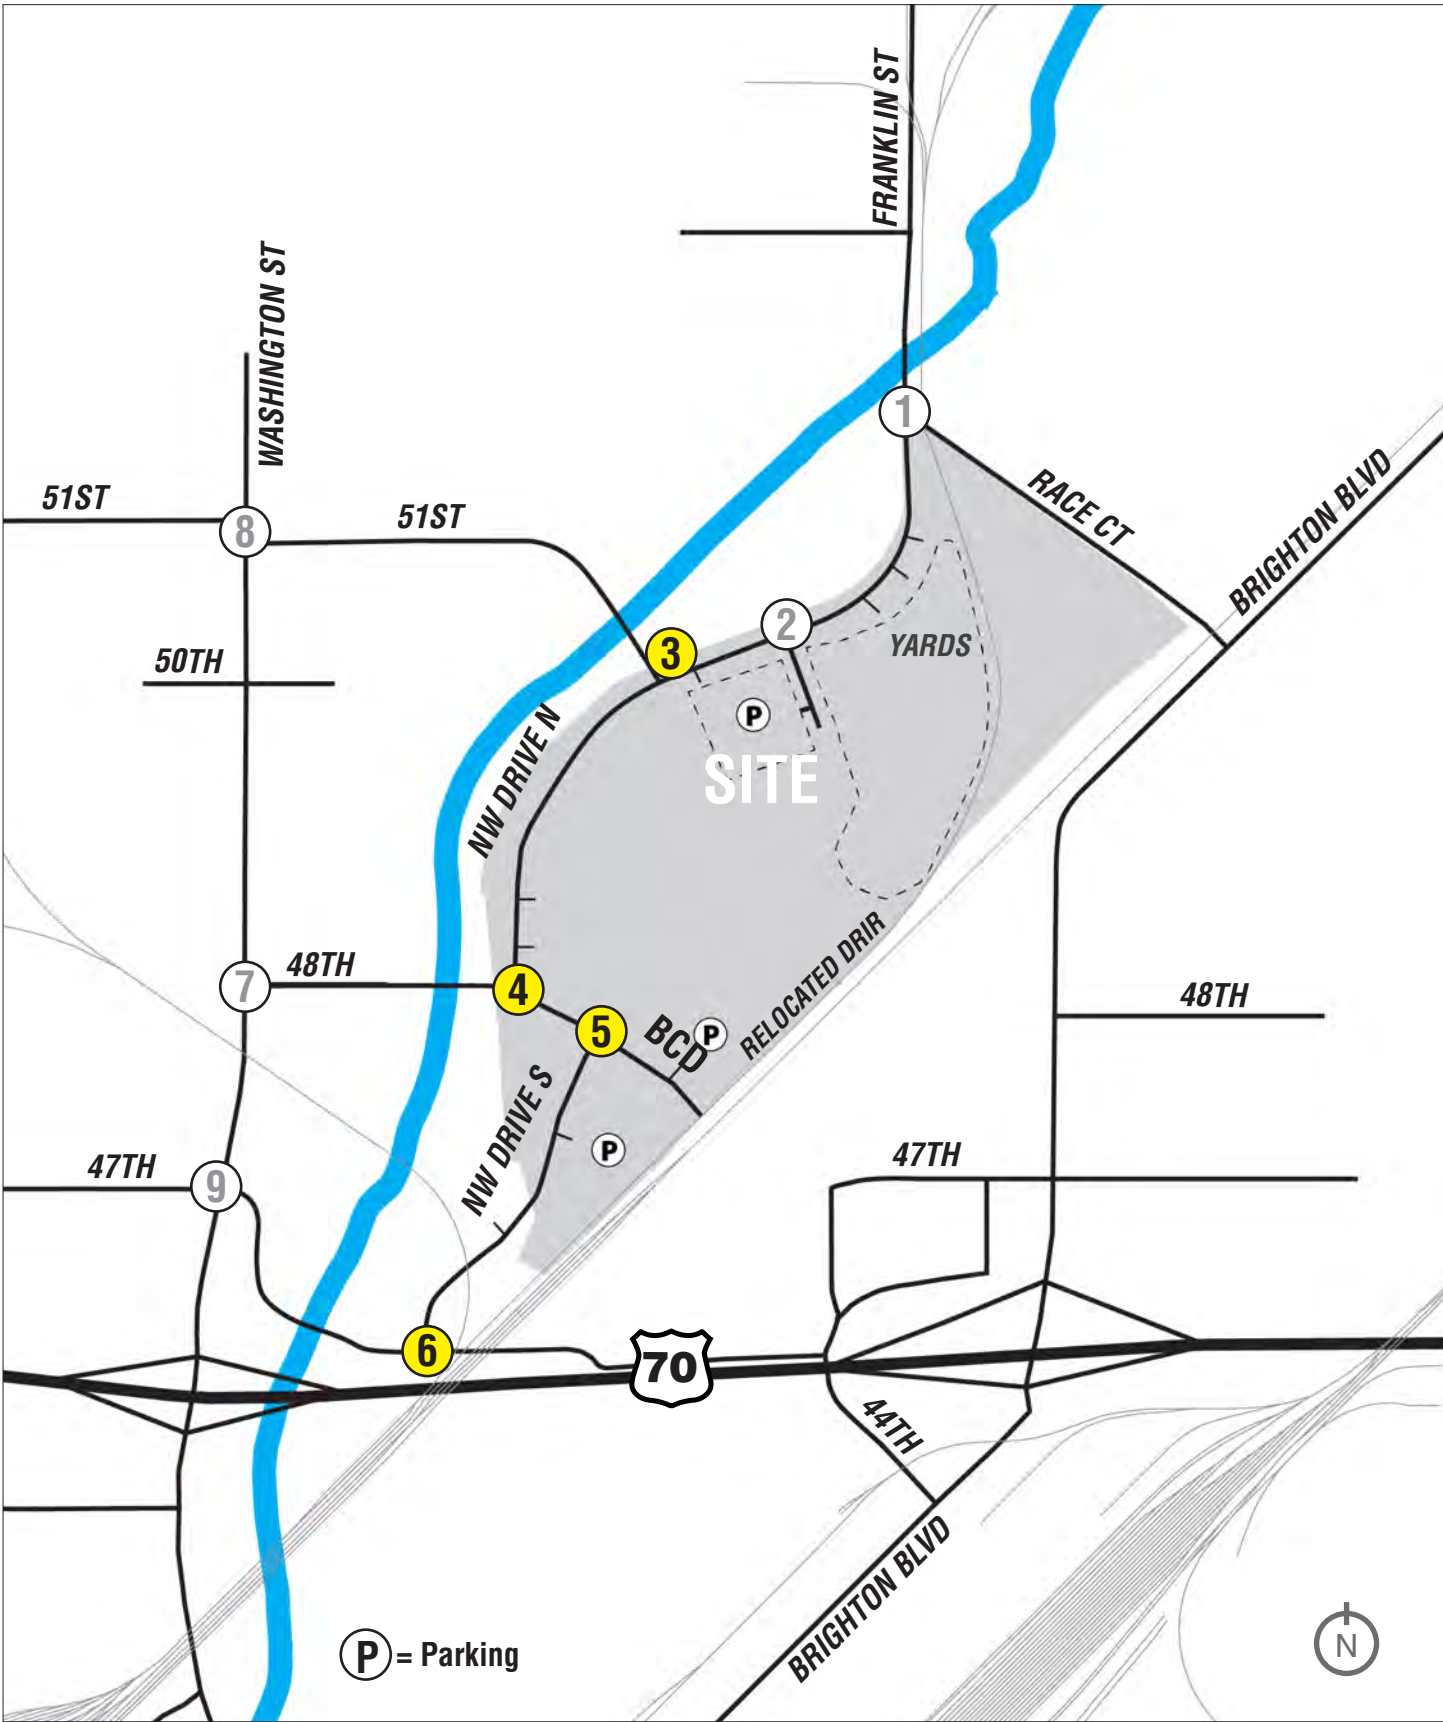 FRANKLIN ST
WASHINGTON ST
1
RACE CT
BRIGHTON BLVD
51ST
51ST
8
2
3
YARDS
50TH
P
NW DRIVE N
SITE
RELOCATED DRIR
7
48TH
4
5
BCD
P
48TH
NW DRIVE S
P
47TH
9
47TH
6
70
44TH
BRIGHTON BLVD
P = Parking
N